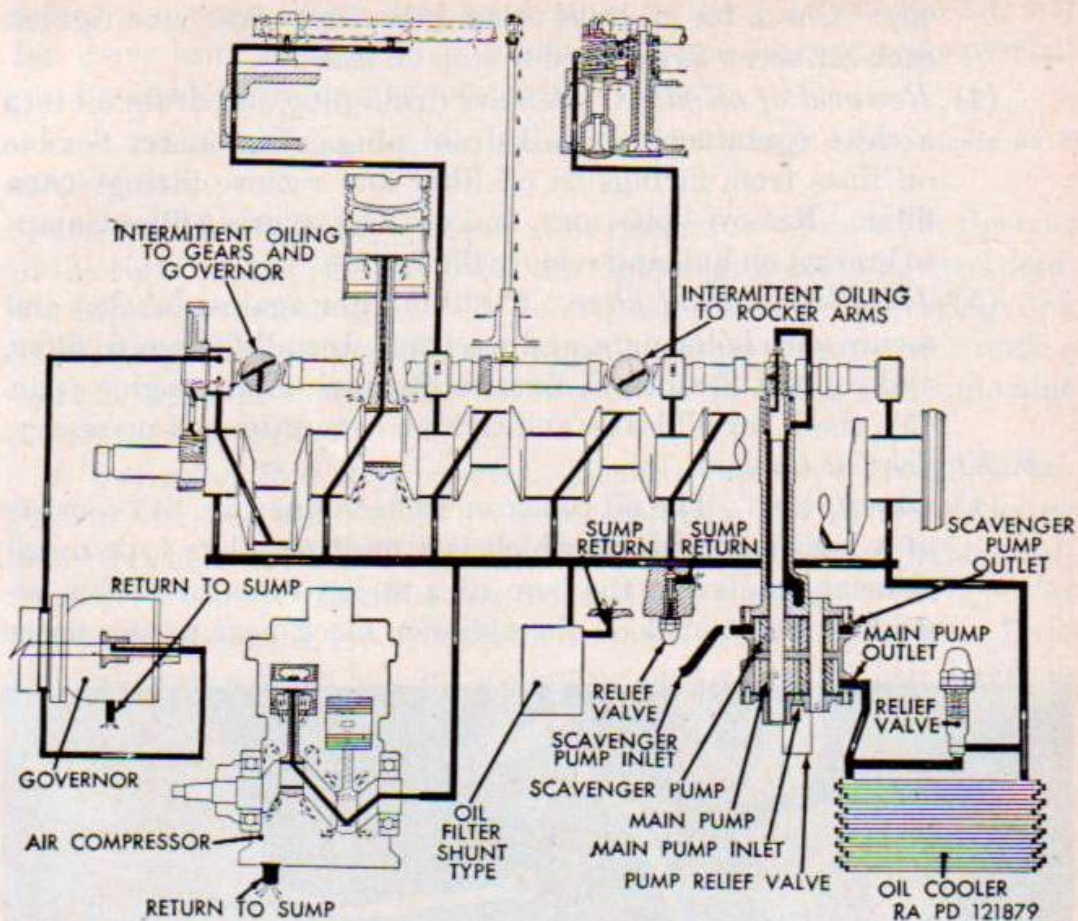 INTERMITTENT OILING
TO GEARS AND
GOVERNOR
INTERMITTENT OILING
TO ROCKER ARMS
SUMP
RETURN
SUMP
RETURN
SCAVENGER
PUMP
OUTLET
RETURN TO SUMP
MAIN PUMP
OUTLET
RELIEF
VALVE
RELIEF
VALVE
SCAVENGER
PUMP INLET
GOVERNOR
SCAVENGER PUMP
AIR COMPRESSOR
OIL
FILTER
SHUNT
TYPE
MAIN PUMP
MAIN PUMP INLET
PUMP RELIEF VALVE
OIL COOLER
RETURN TO SUMP
RA PD 121879